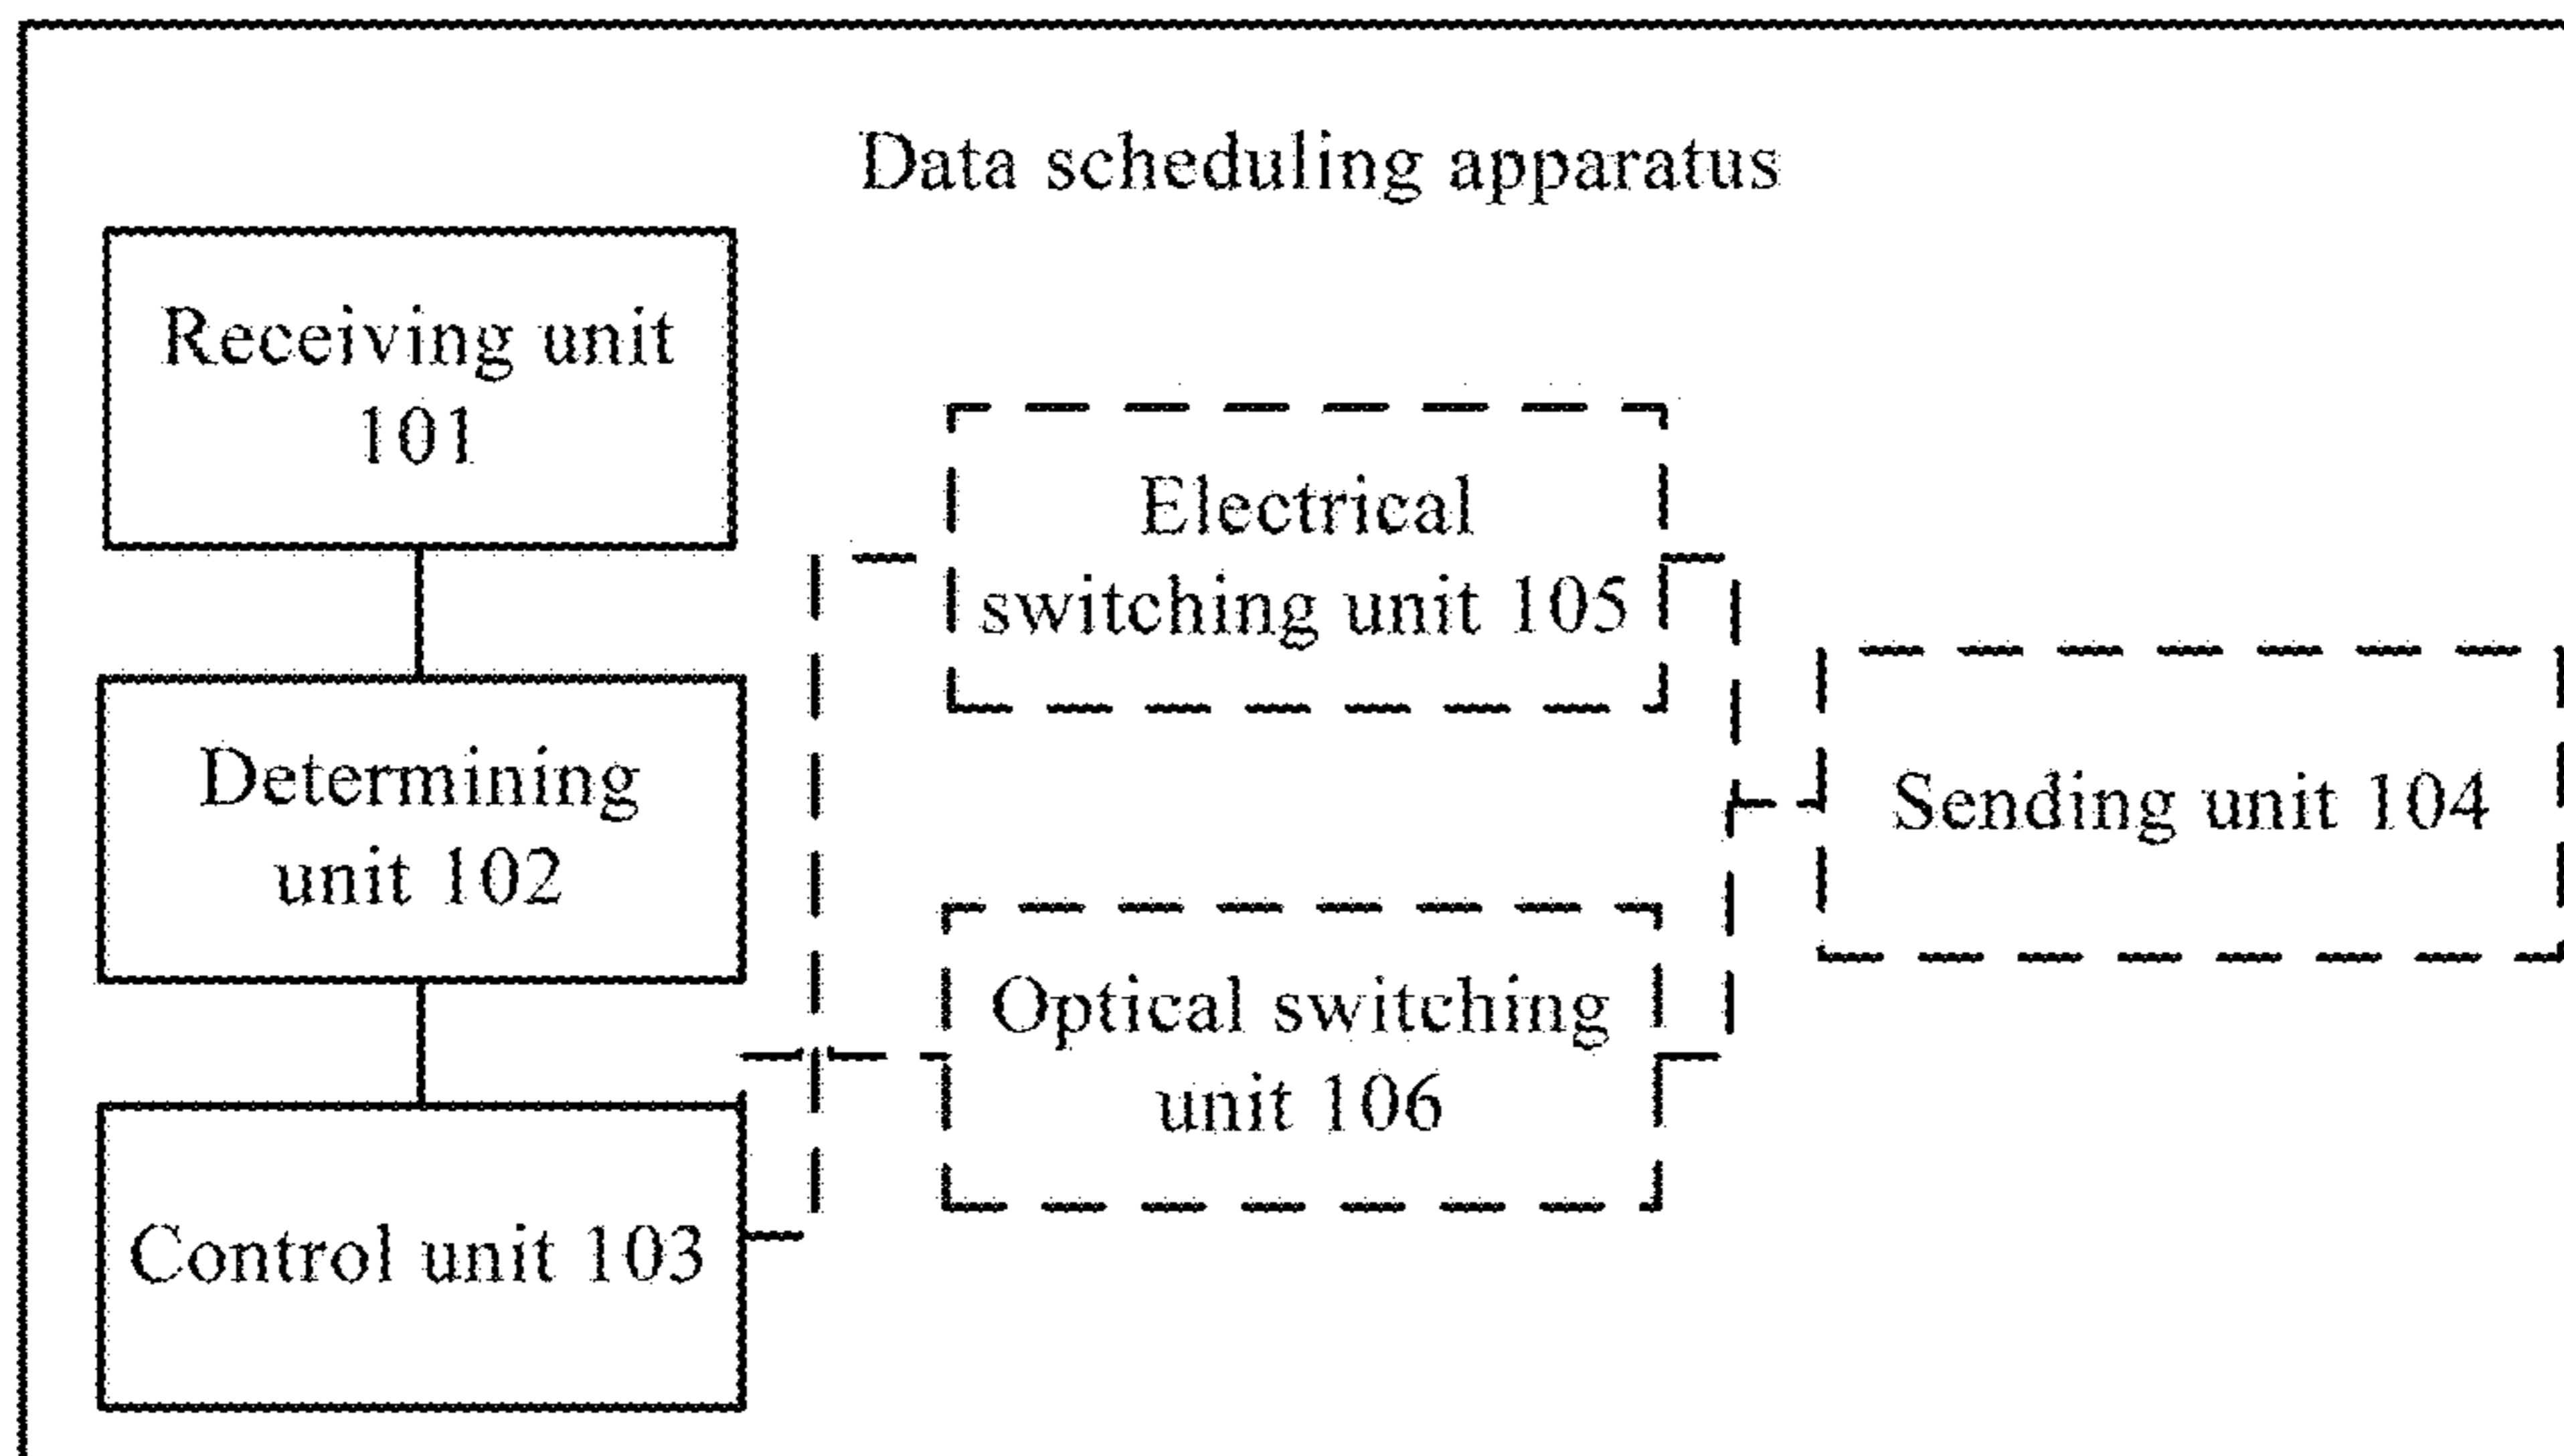 Data scheduling apparatus
Receiving unit
101
Determining
unit 102
Control unit 103
Electrical
switching unit 105
Optical switching
unit 106
Sending unit 104